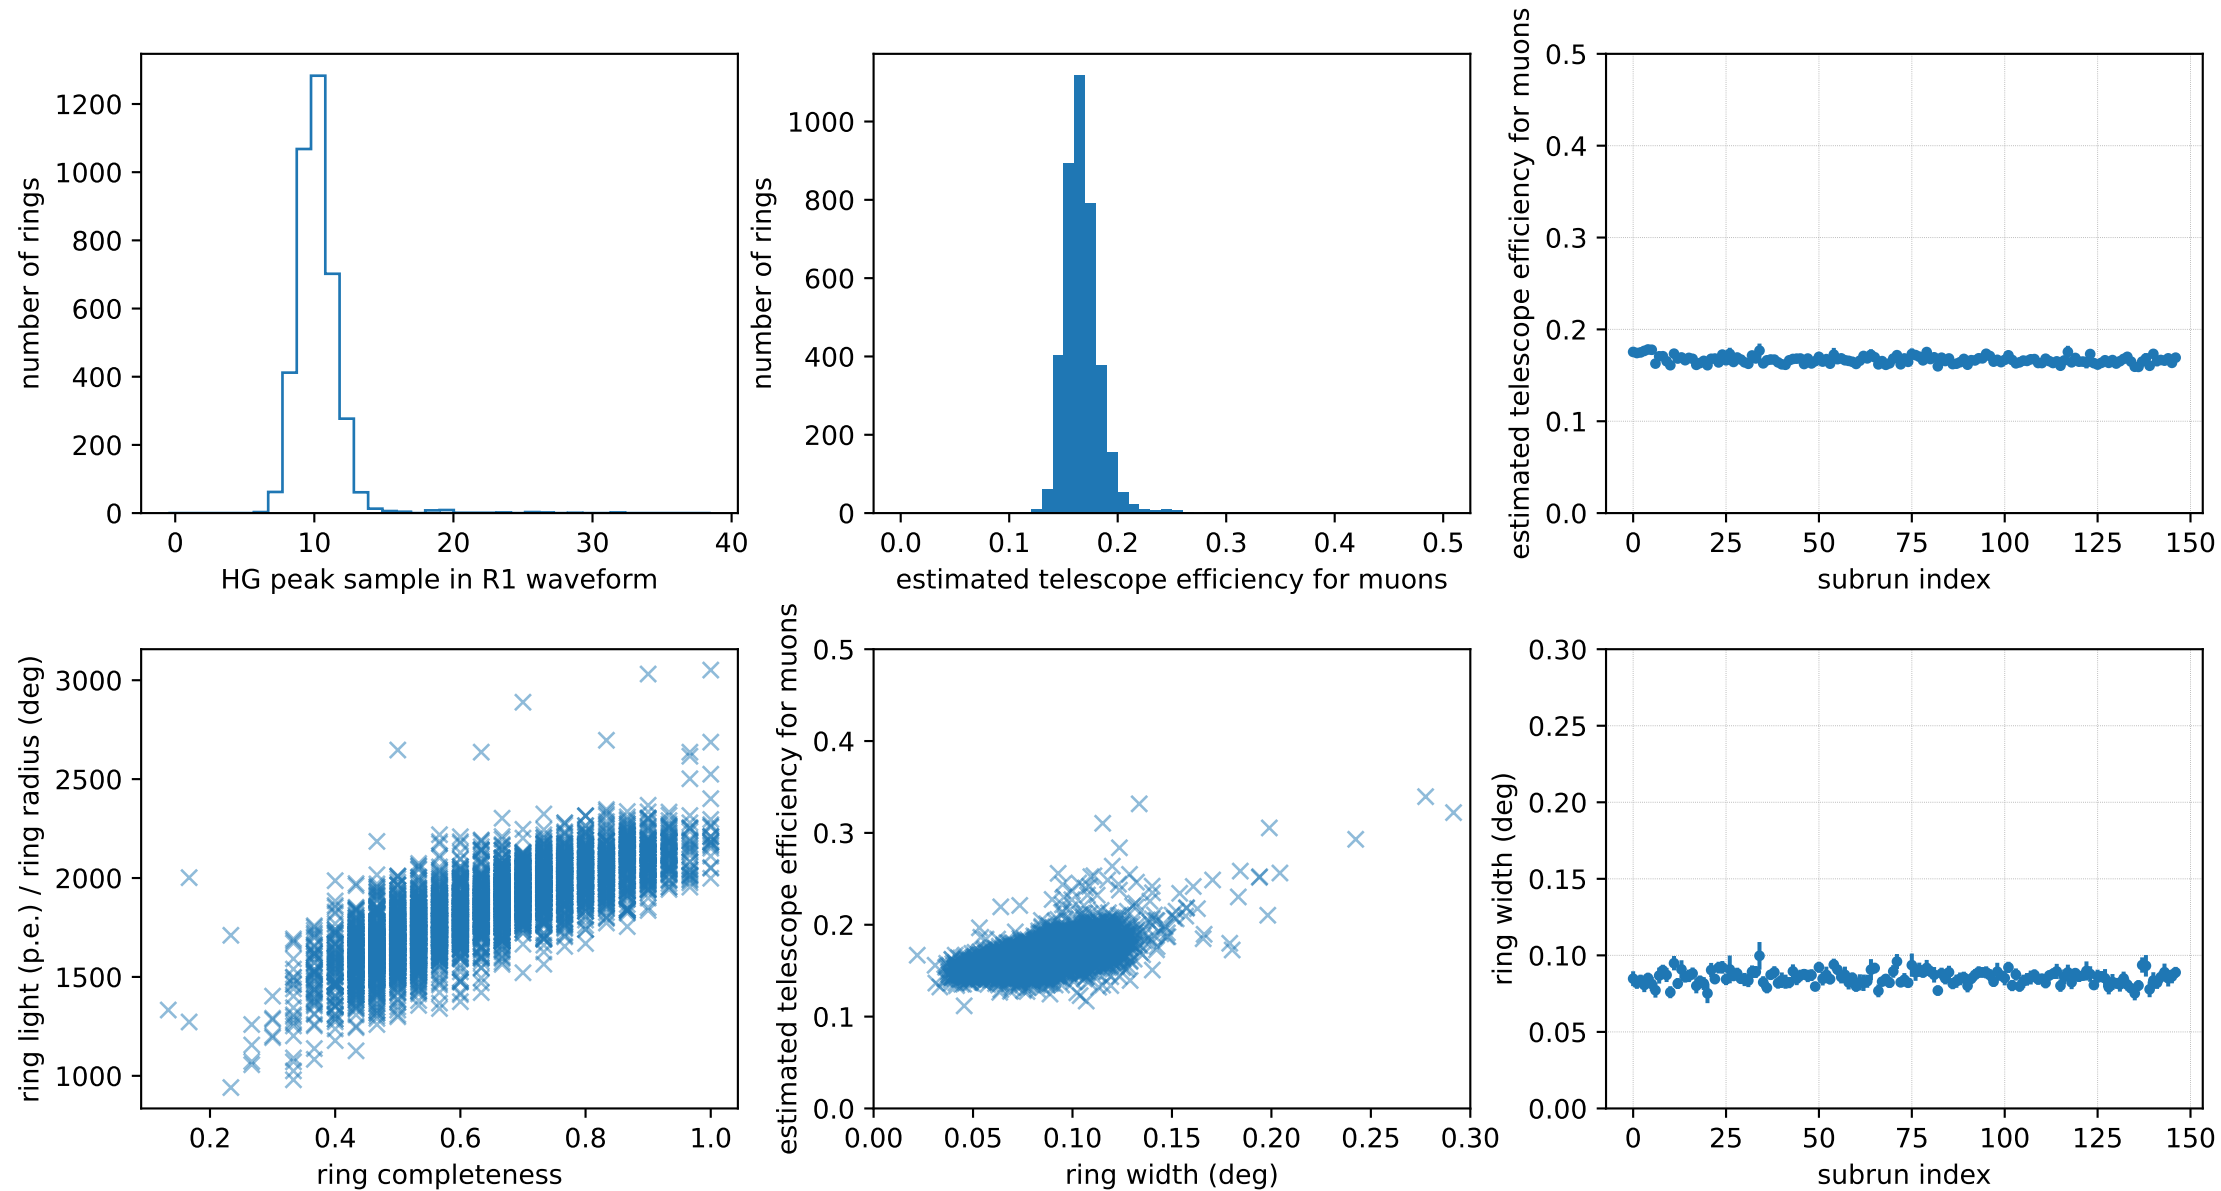 number of rings
1200
1000
800
600
400
200
0
0 10 20 30 40
HG peak sample in R1 waveform
number of rings
1000
800
600
400
200
0
0.0 0.1 0.2 0.3 0.4 0.5
estimated telescope efficiency for muons
estimated telescope efficiency for muons
0.5
0.4
0.3
0.2
0.1
0.0
0 25 50 75 100 125 150
subrun index
ring light (p.e.) / ring radius (deg)
3000
2500
2000
1500
1000
0.2 0.4 0.6 0.8 1.0
ring completeness
estimated telescope efficiency for muons
0.5
0.4
0.3
0.2
0.1
0.0
0.00 0.05 0.10 0.15 0.20 0.25 0.30
ring width (deg)
ring width (deg)
0.30
0.25
0.20
0.15
0.10
0.05
0.00
0 25 50 75 100 125 150
subrun index